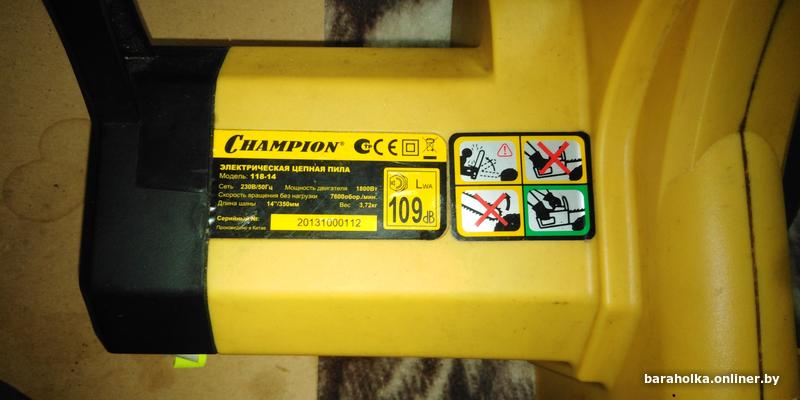 CHAMPION®
CE
ЭЛЕКТРИЧЕСКАЯ ЦЕПНАЯ ПИЛА
Модель: 118-14
Сеть 230В/50Гц Мощность двигателя 1800Вт
Скорость вращения без нагрузки 7600обор./мин.
Длина шины 14"/350мм Вес 3,72кг
Серийный №: 20131000112
Произведено в Китае
LWA
109dB
baraholka.onliner.by